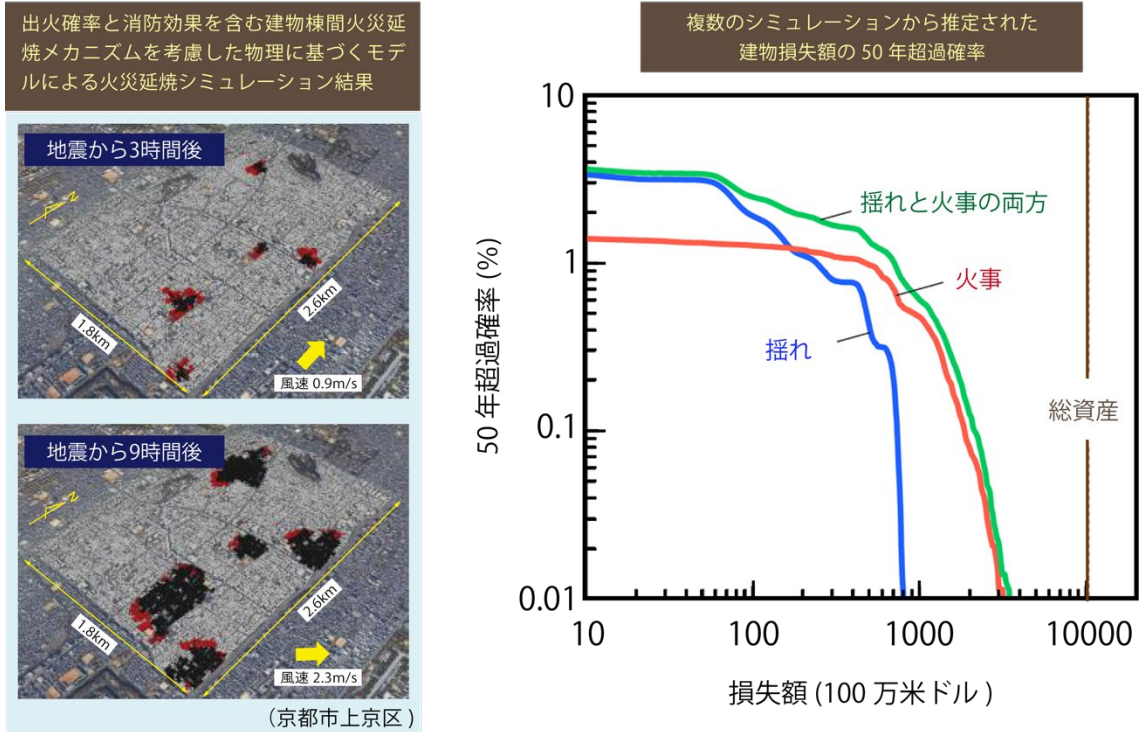 出火確率と消防効果を含む建物棟間火災延
焼メカニズムを考慮した物理に基づくモデ
ルによる火災延焼シミュレーション結果
地震から3時間後
1.8km
2.6km
風速 0.9m/s
地震から9時間後
1.8km
2.6km
風速 2.3m/s
(京都市上京区)
複数のシミュレーションから推定された
建物損失額の 50 年超過確率
50 年超過確率 (%)
10
1
0.1
0.01
揺れと火事の両方
火事
揺れ
総資産
10
100
1000
10000
損失額 (100 万米ドル)